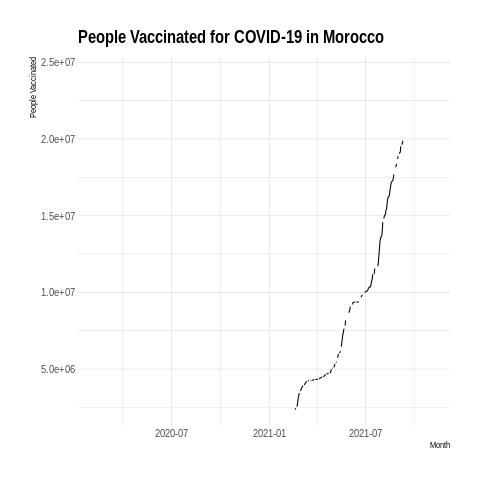 People Vaccinated for COVID-19 in Morocco
People Vaccinated
2.5e+07
2.0e+07
1.5e+07
1.0e+07
5.0e+06
2020-07
2021-01
2021-07
Month